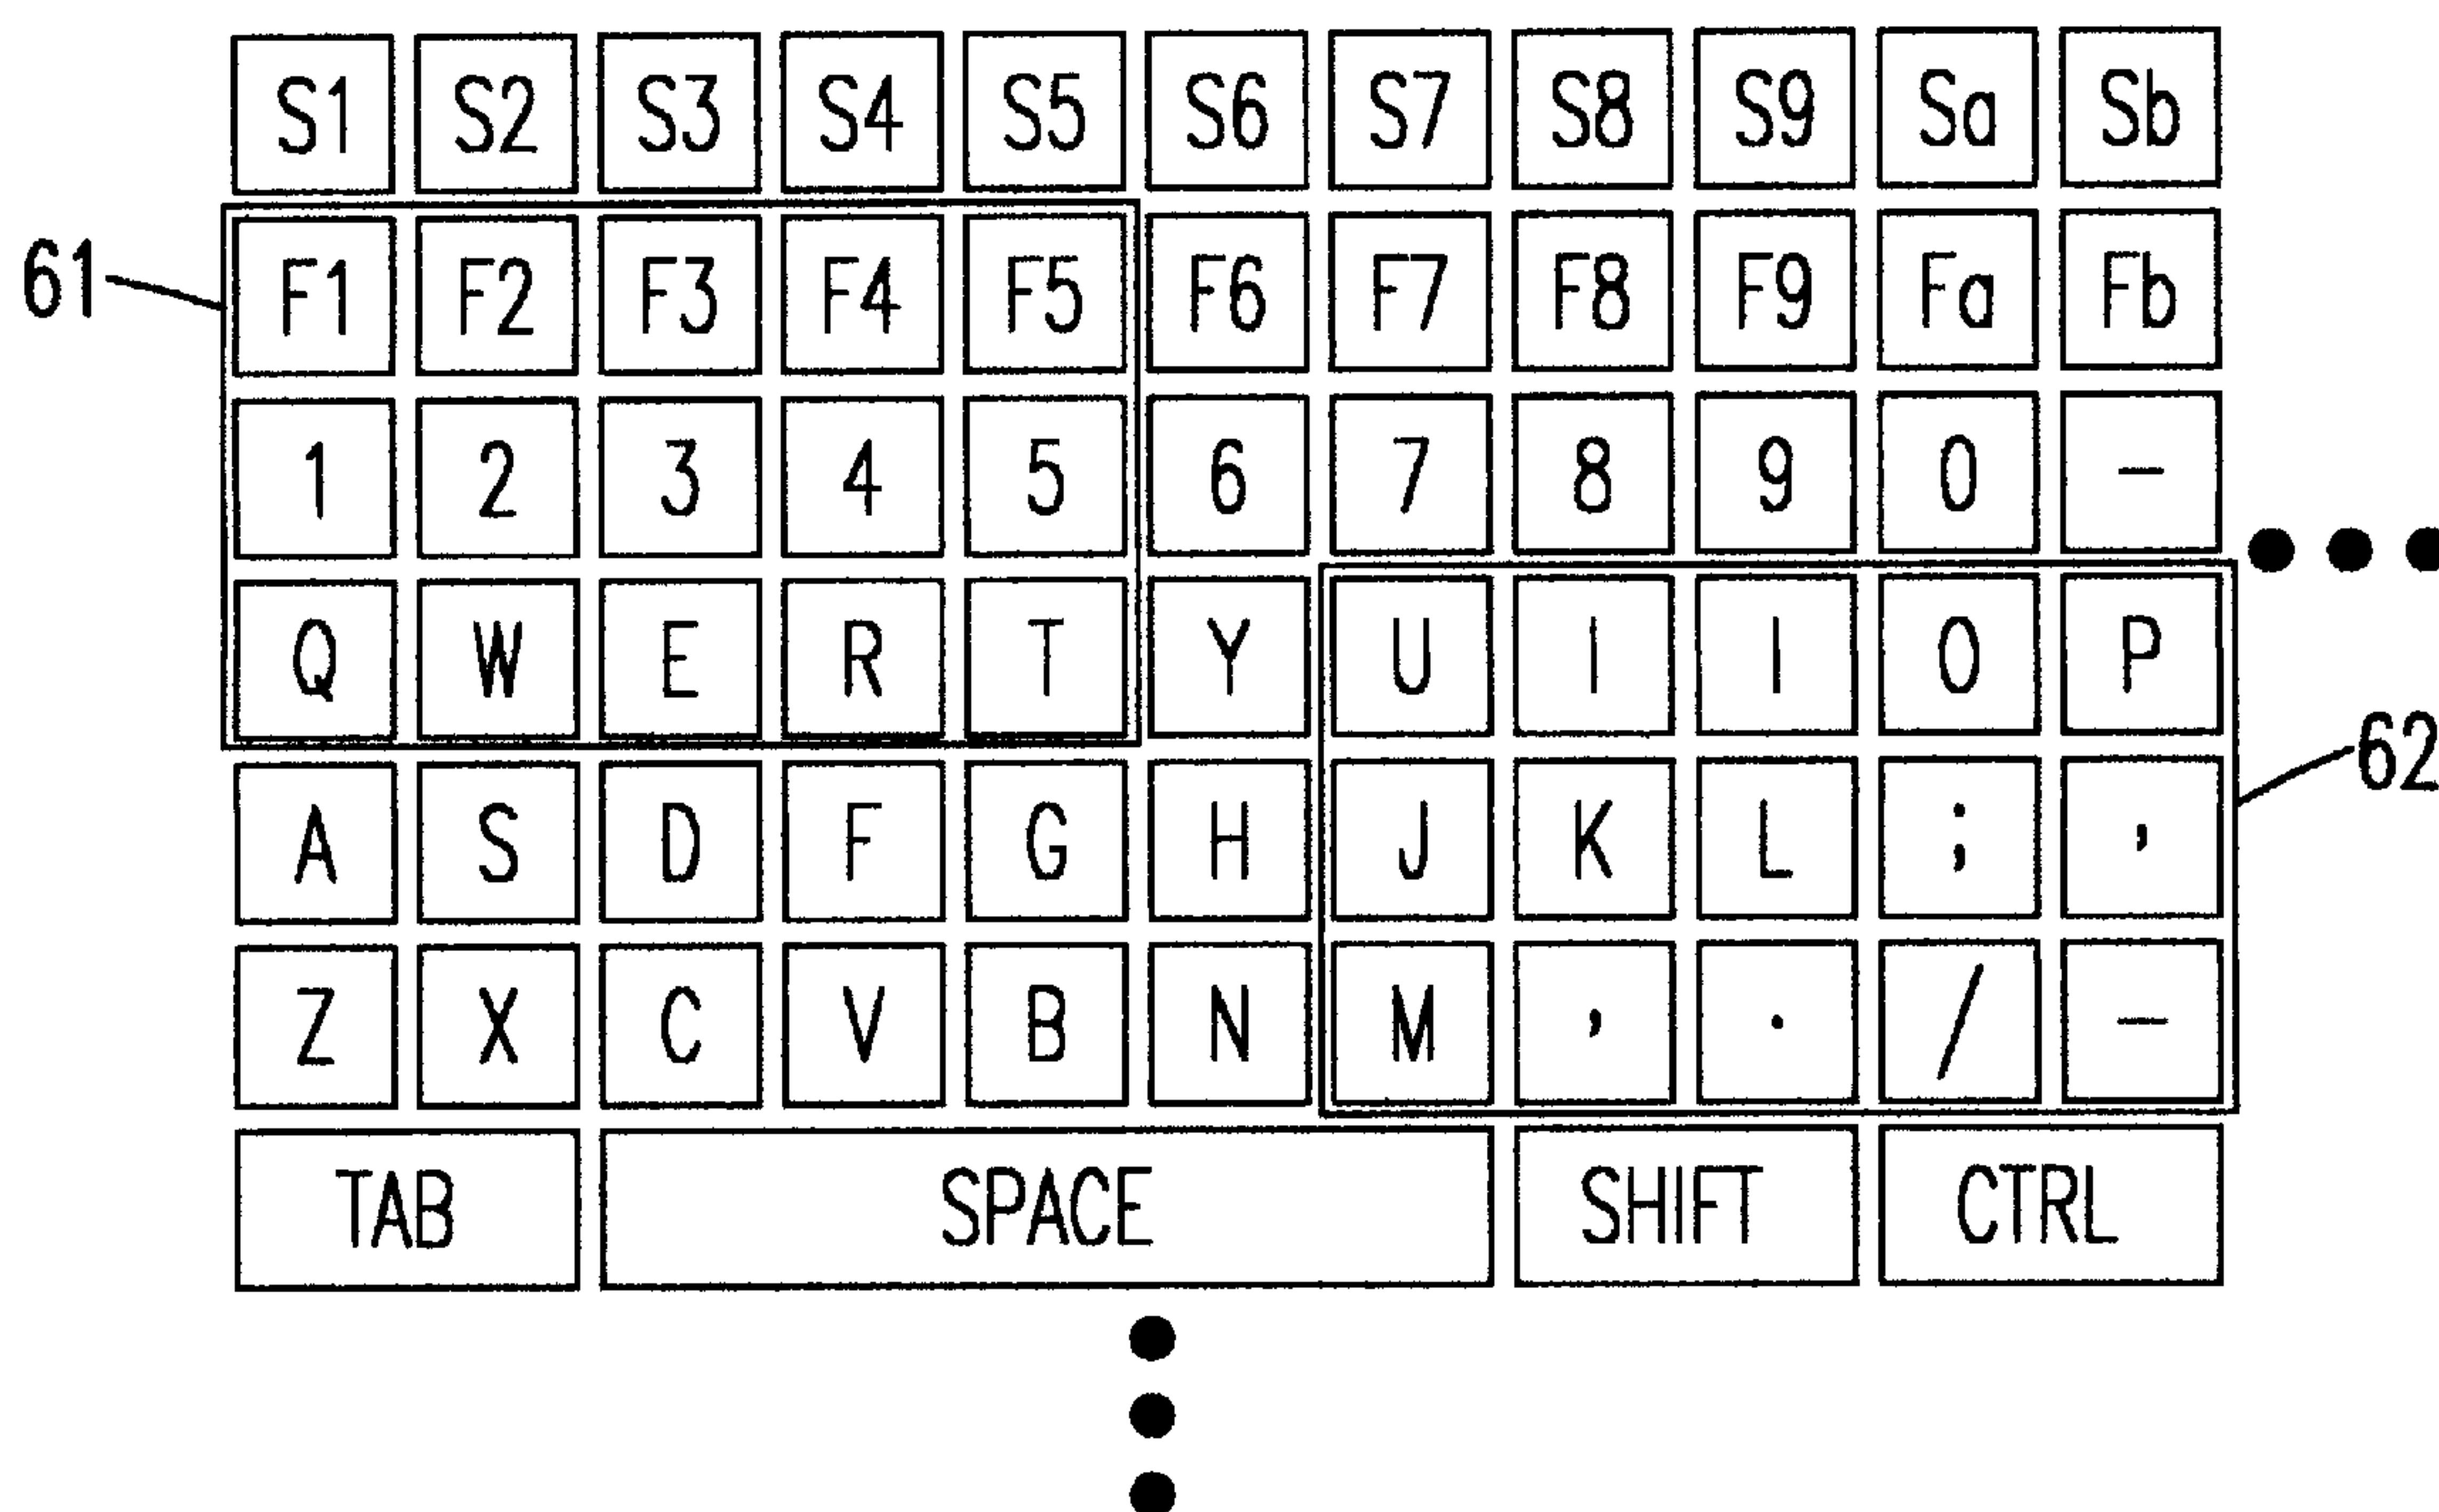 S1 S2 S3 S4 S5 S6 S7 S8 S9 Sa Sb
61 F1 F2 F3 F4 F5 F6 F7 F8 F9 Fa Fb
1 2 3 4 5 6 7 8 9 0 –
Q W E R T Y U I I O P
62
A S D F G H J K L ; ,
Z X C V B N M , . / –
TAB SPACE SHIFT CTRL